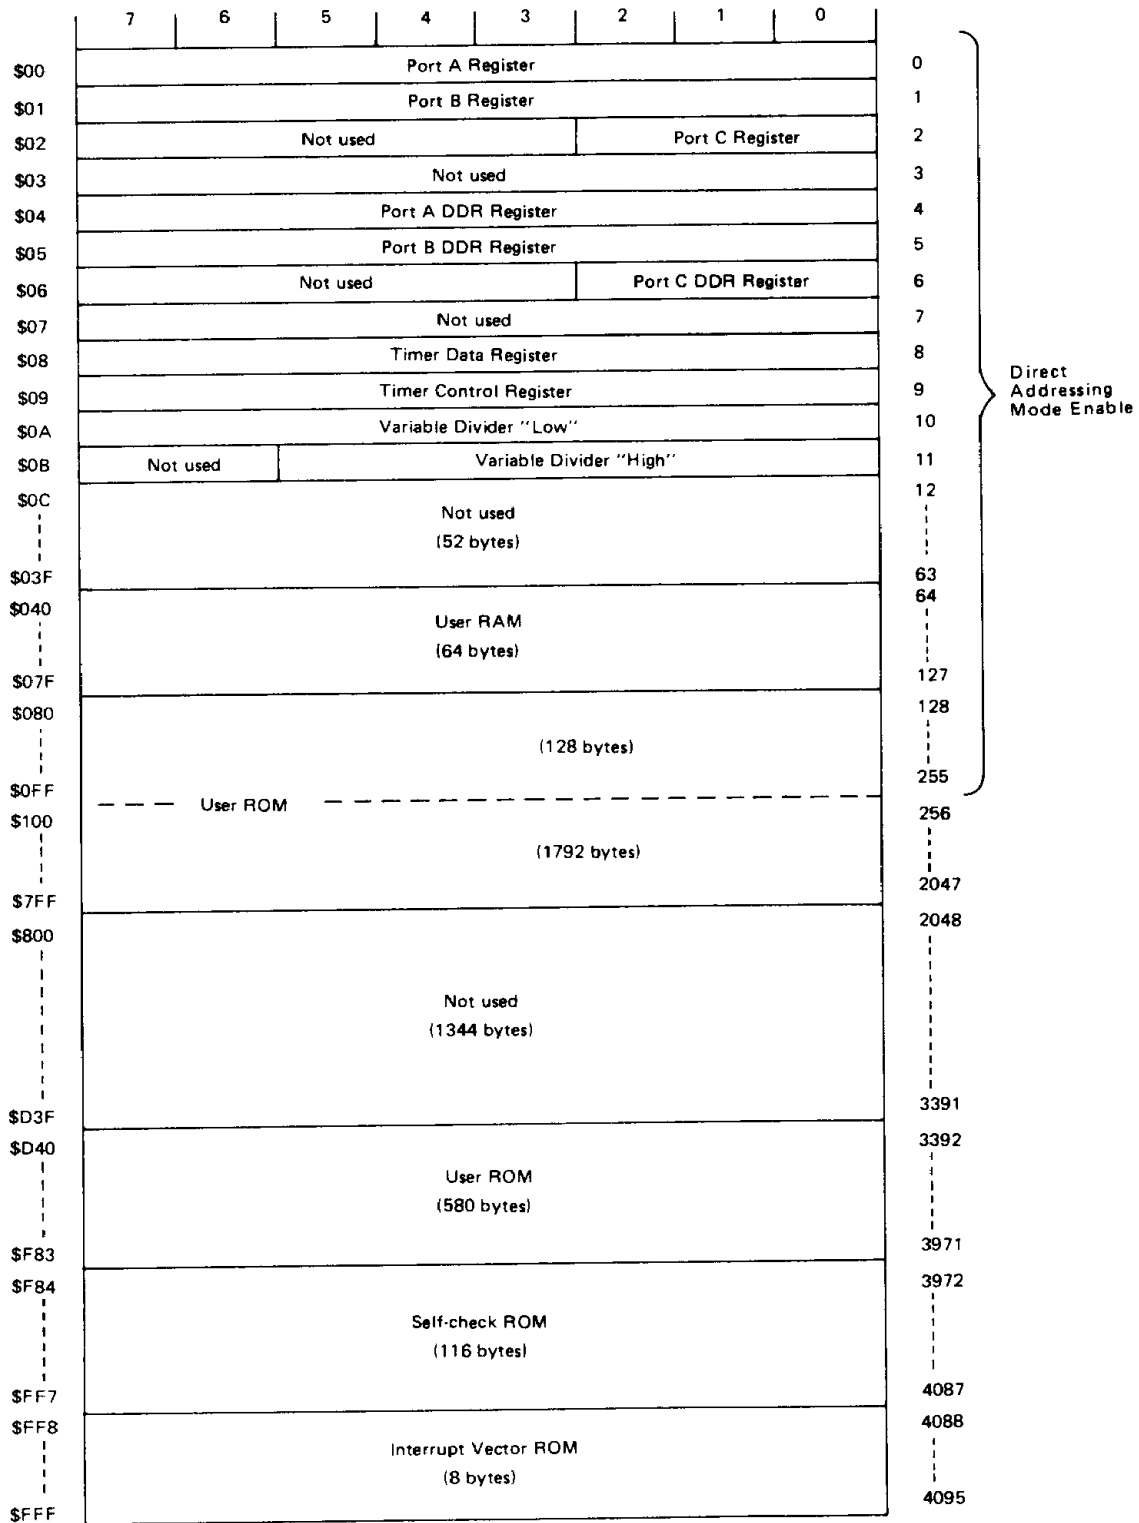 7 6 5 4 3 2 1 0
$00 Port A Register 0
$01 Port B Register 1
$02 Not used Port C Register 2
$03 Not used 3
$04 Port A DDR Register 4
$05 Port B DDR Register 5
$06 Not used Port C DDR Register 6
$07 Not used 7
$08 Timer Data Register 8
$09 Timer Control Register 9
$0A Variable Divider "Low" 10
$0B Not used Variable Divider "High" 11
$0C 12
Not used
(52 bytes)
$03F 63
$040 64
User RAM
(64 bytes)
$07F 127
$080 128
(128 bytes)
$0FF 255
User ROM
$100 256
(1792 bytes)
$7FF 2047
$800 2048
Not used
(1344 bytes)
$D3F 3391
$D40 3392
User ROM
(580 bytes)
$F83 3971
$F84 3972
Self-check ROM
(116 bytes)
$FF7 4087
$FF8 4088
Interrupt Vector ROM
(8 bytes)
$FFF 4095
Direct
Addressing
Mode Enable